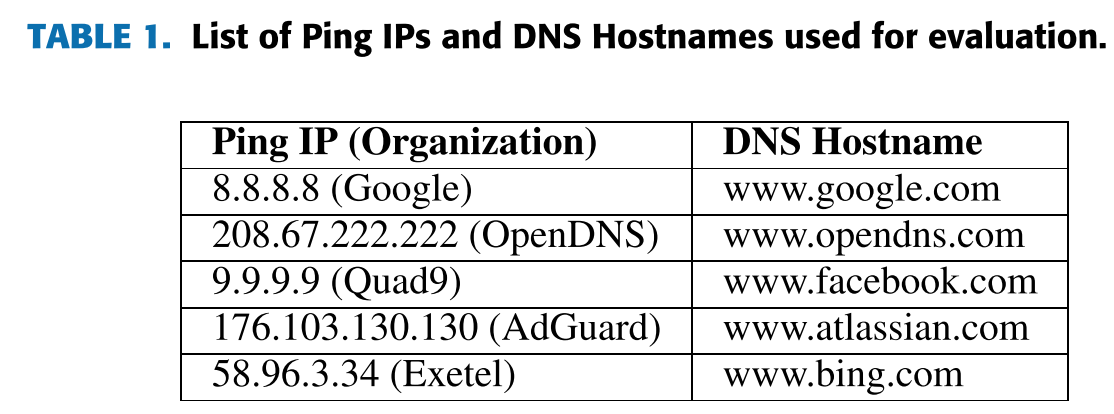 TABLE 1. List of Ping IPs and DNS Hostnames used for evaluation.
Ping IP (Organization) DNS Hostname
8.8.8.8 (Google) www.google.com
208.67.222.222 (OpenDNS) www.opendns.com
9.9.9.9 (Quad9) www.facebook.com
176.103.130.130 (AdGuard) www.atlassian.com
58.96.3.34 (Exetel) www.bing.com